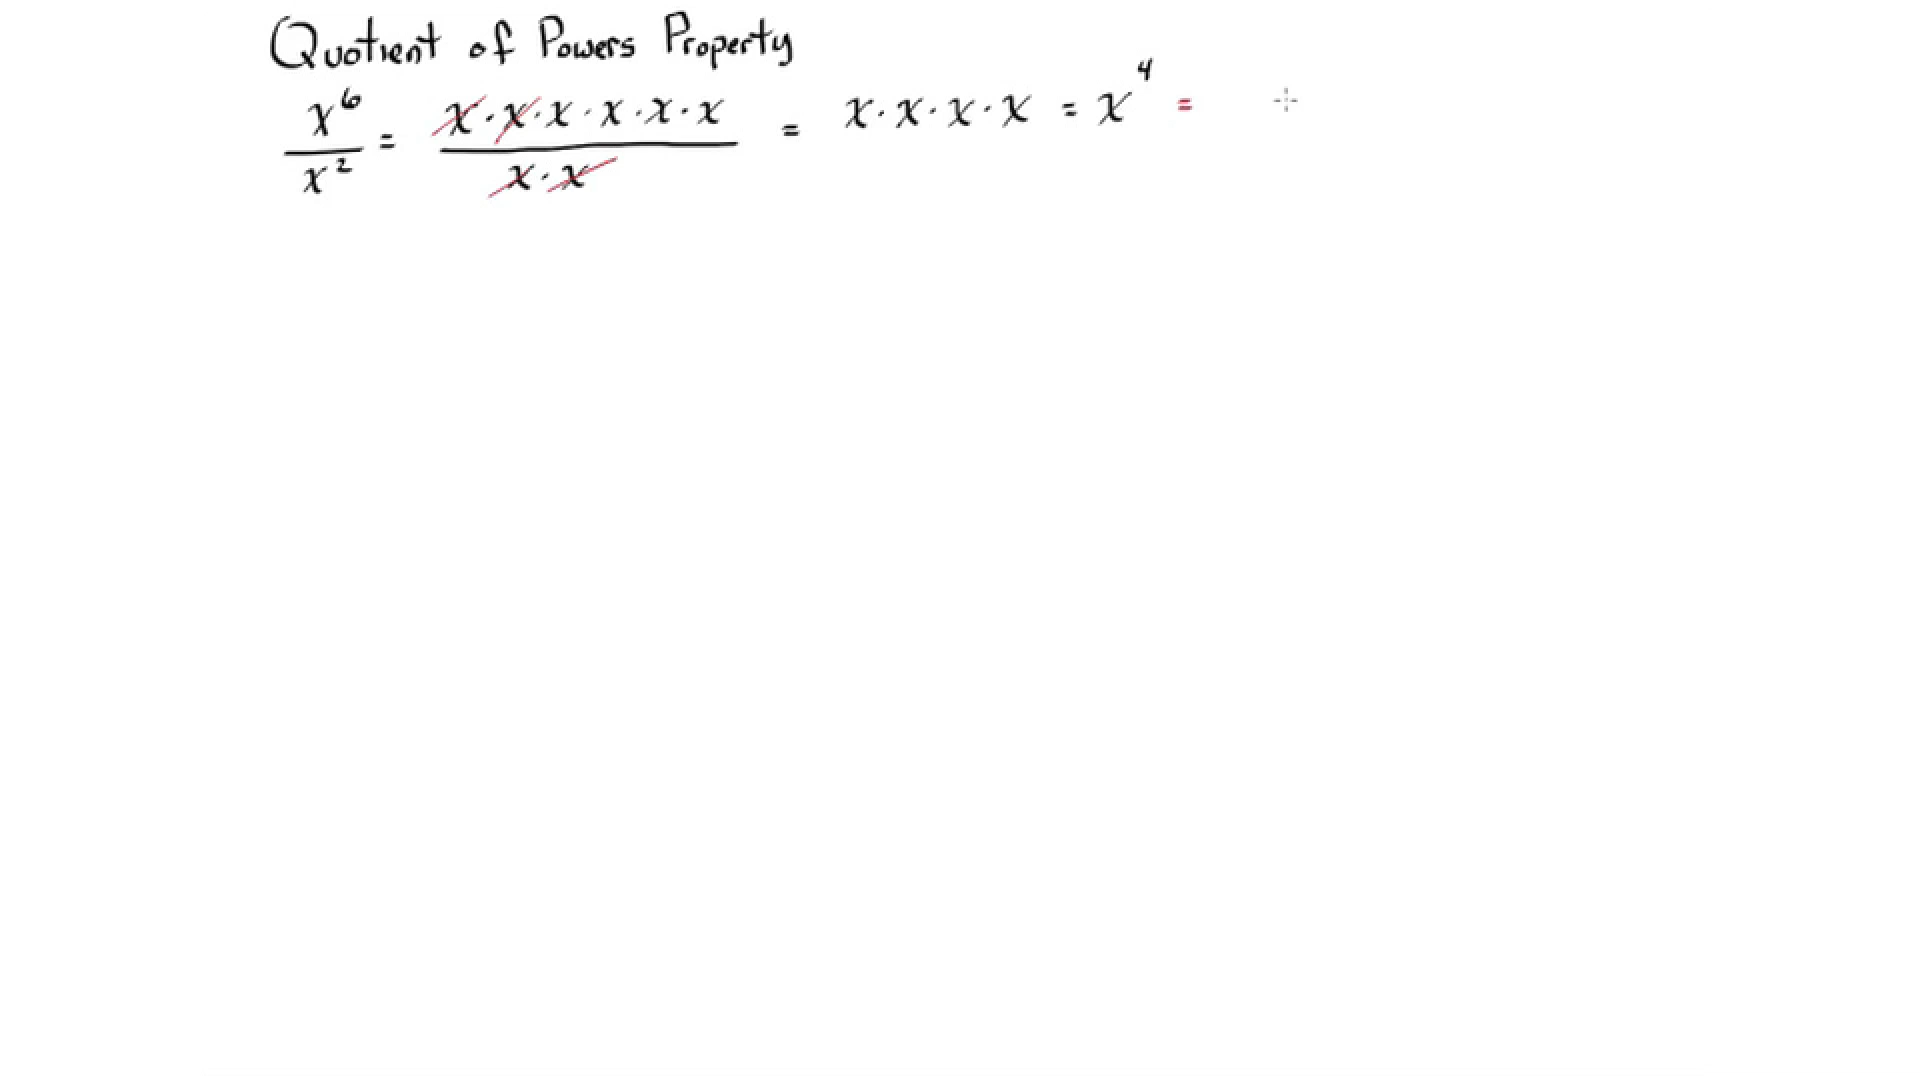 Quotient of Powers Property
x^6/x^2 = x·x·x·x·x·x/x·x = x·x·x·x = x^4 =